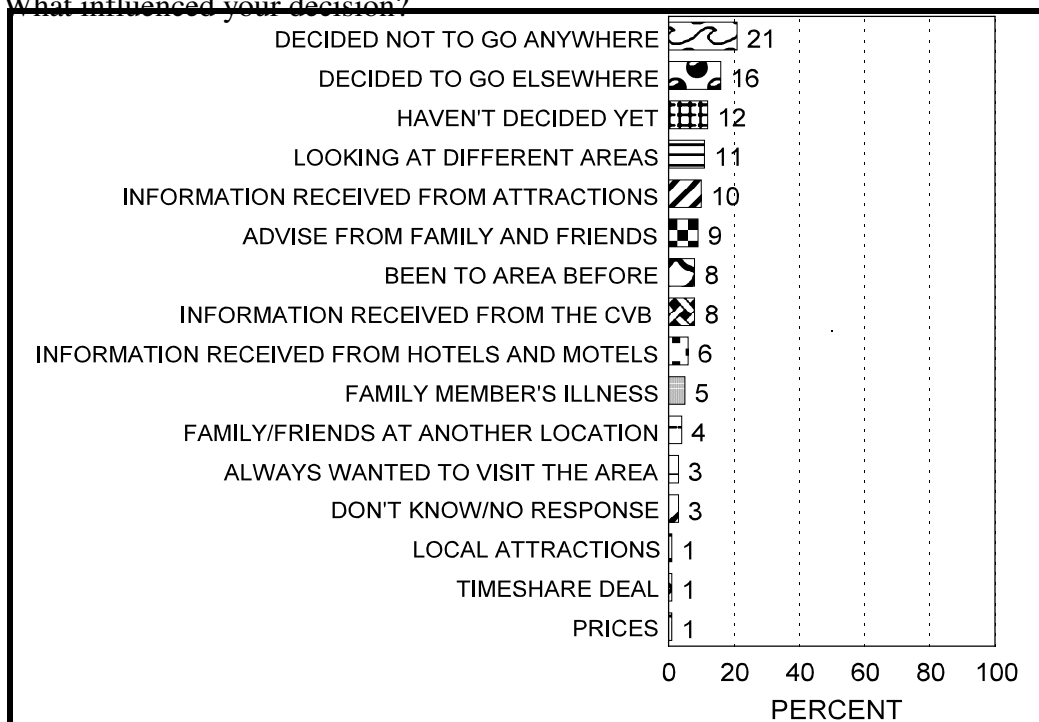 What influenced your decision?
DECIDED NOT TO GO ANYWHERE 21
DECIDED TO GO ELSEWHERE 16
HAVEN'T DECIDED YET 12
LOOKING AT DIFFERENT AREAS 11
INFORMATION RECEIVED FROM ATTRACTIONS 10
ADVISE FROM FAMILY AND FRIENDS 9
BEEN TO AREA BEFORE 8
INFORMATION RECEIVED FROM THE CVB 8
INFORMATION RECEIVED FROM HOTELS AND MOTELS 6
FAMILY MEMBER'S ILLNESS 5
FAMILY/FRIENDS AT ANOTHER LOCATION 4
ALWAYS WANTED TO VISIT THE AREA 3
DON'T KNOW/NO RESPONSE 3
LOCAL ATTRACTIONS 1
TIMESHARE DEAL 1
PRICES 1
0 20 40 60 80 100
PERCENT